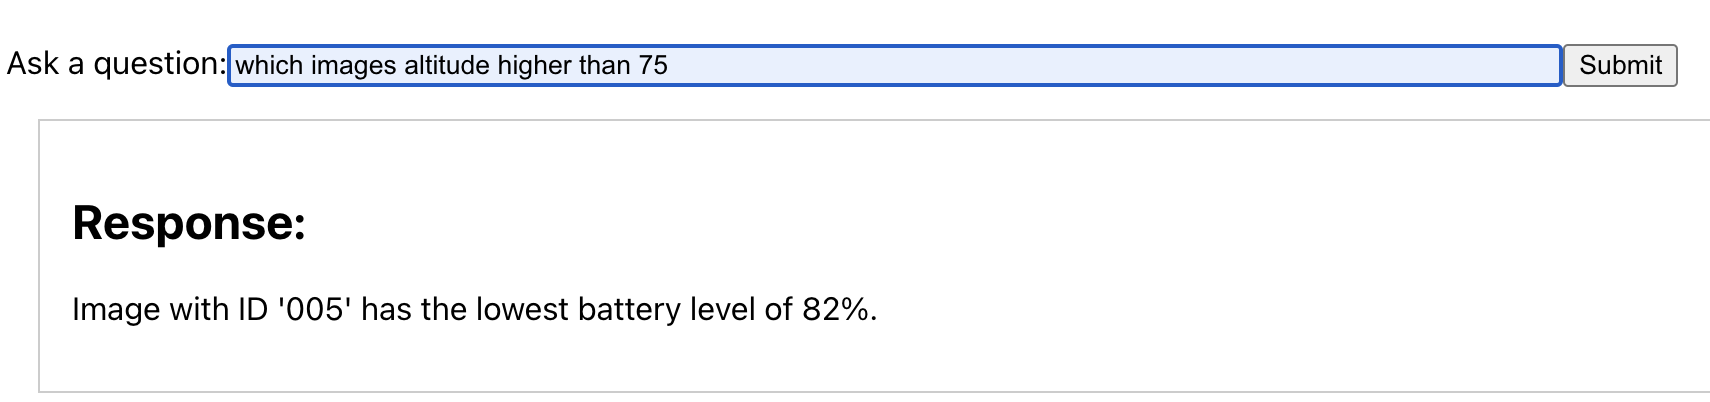 Ask a question: which images altitude higher than 75 Submit
Response:
Image with ID '005' has the lowest battery level of 82%.